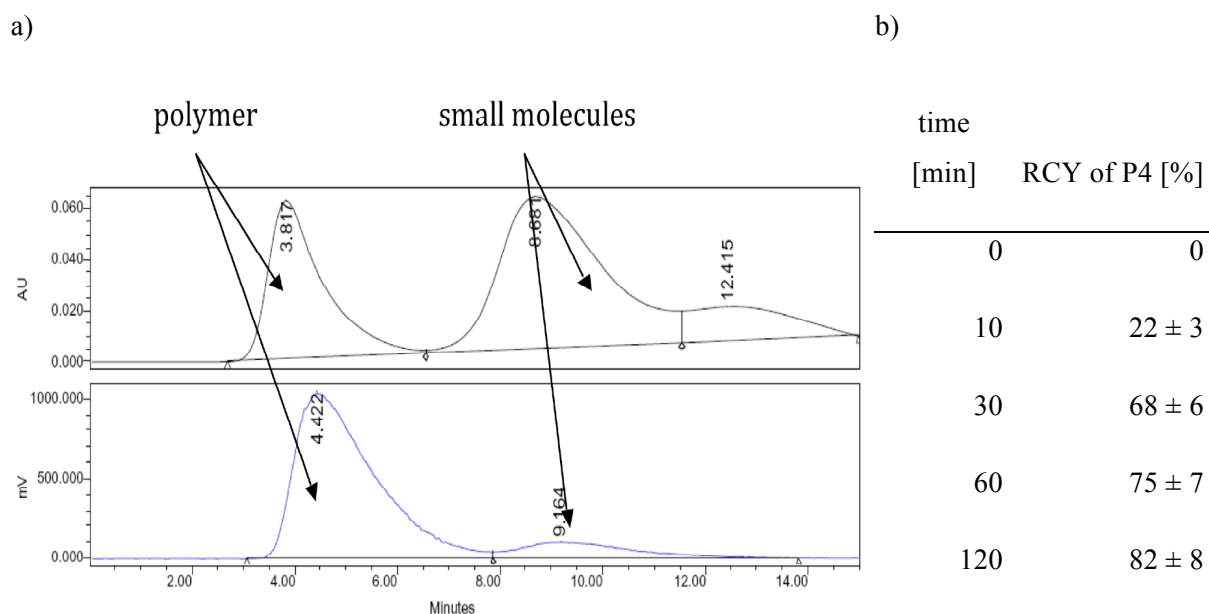 a)
polymer
small molecules
0.060
0.040
0.020
0.000
AU
3.817
8.681
12.415
1000.000
500.000
0.000
mV
4.422
9.164
2.00 4.00 6.00 8.00 10.00 12.00 14.00
Minutes
b)
time
[min] RCY of P4 [%]
0 0
10 22 ± 3
30 68 ± 6
60 75 ± 7
120 82 ± 8